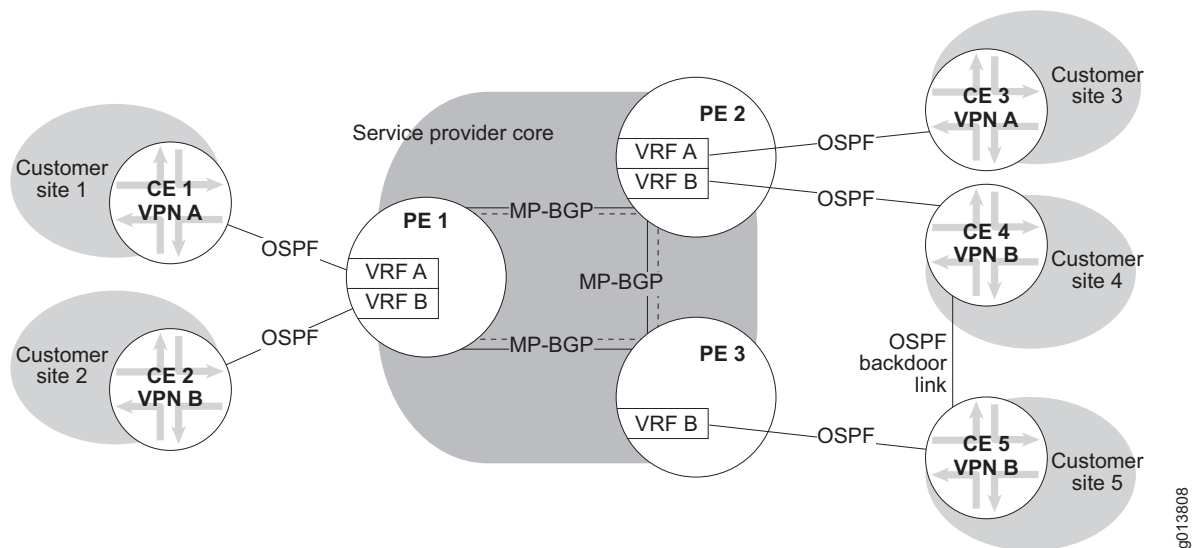 Customer
site 1
CE 1
VPN A
OSPF
Customer
site 2
CE 2
VPN B
OSPF
Service provider core
PE 1
VRF A
VRF B
MP-BGP
MP-BGP
MP-BGP
PE 2
VRF A
VRF B
PE 3
VRF B
OSPF
OSPF
OSPF
CE 3
VPN A
Customer
site 3
CE 4
VPN B
Customer
site 4
OSPF
backdoor
link
CE 5
VPN B
Customer
site 5
g013808